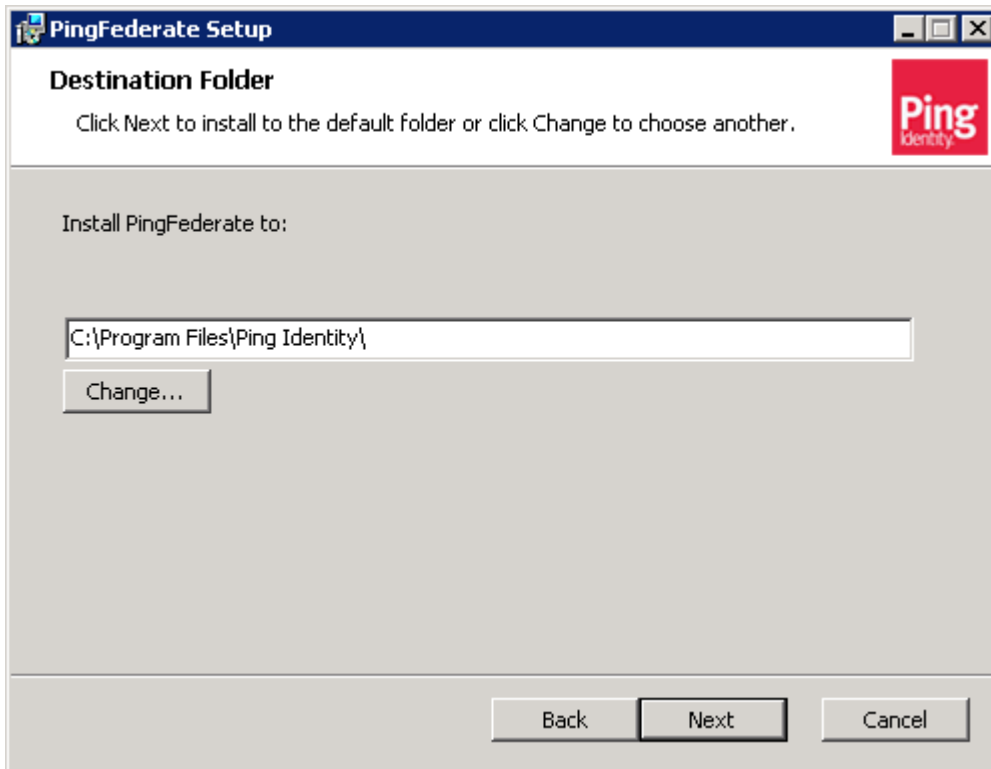 PingFederate Setup
Destination Folder
Click Next to install to the default folder or click Change to choose another.
Ping
Identity.
Install PingFederate to:
C:\Program Files\Ping Identity\
Change...
Back
Next
Cancel